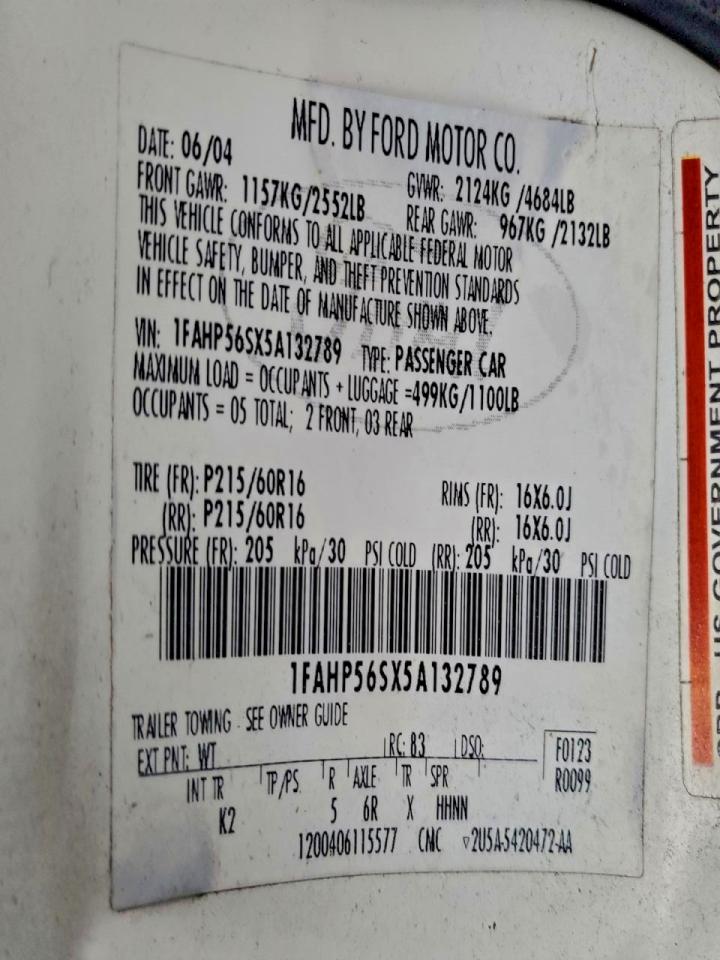 MFD. BY FORD MOTOR CO.
DATE: 06/04 GVWR: 2124KG /4684LB
FRONT GAWR: 1157KG/2552LB REAR GAWR: 967KG /2132LB
THIS VEHICLE CONFORMS TO ALL APPLICABLE FEDERAL MOTOR
VEHICLE SAFETY, BUMPER, AND THEFT PREVENTION STANDARDS
IN EFFECT ON THE DATE OF MANUFACTURE SHOWN ABOVE.
VIN: 1FAHP56SX5A132789 TYPE: PASSENGER CAR
MAXIMUM LOAD = OCCUPANTS + LUGGAGE =499KG/1100LB
OCCUPANTS = 05 TOTAL; 2 FRONT, 03 REAR
TIRE (FR): P215/60R16 RIMS (FR): 16X6.0J
(RR): P215/60R16 (RR): 16X6.0J
PRESSURE (FR): 205 kPa/30 PSI COLD (RR): 205 kPa/30 PSI COLD
1FAHP56SX5A132789
TRAILER TOWING - SEE OWNER GUIDE
EXT PNT: WT RC: 83 DSO: F0123
INT TR TP/PS R AXLE TR SPR R0099
K2 5 6R X HHNN
1200406115577 CMC ▽2U5A-5420472-AA
US GOVERNMENT PROPERTY